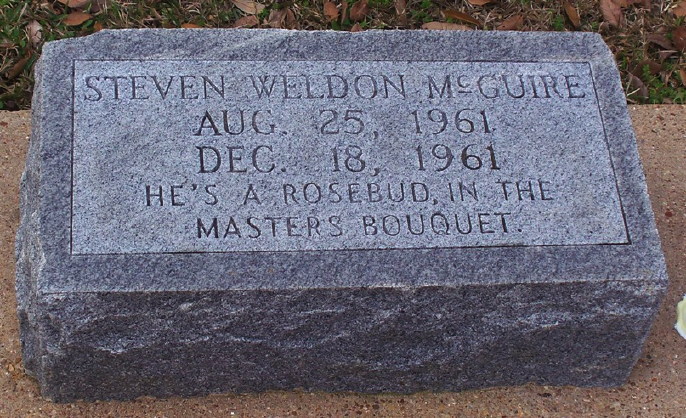 STEVEN WELDON McGUIRE
AUG. 25, 1961
DEC. 18, 1961
HE'S A ROSEBUD, IN THE
MASTERS BOUQUET.